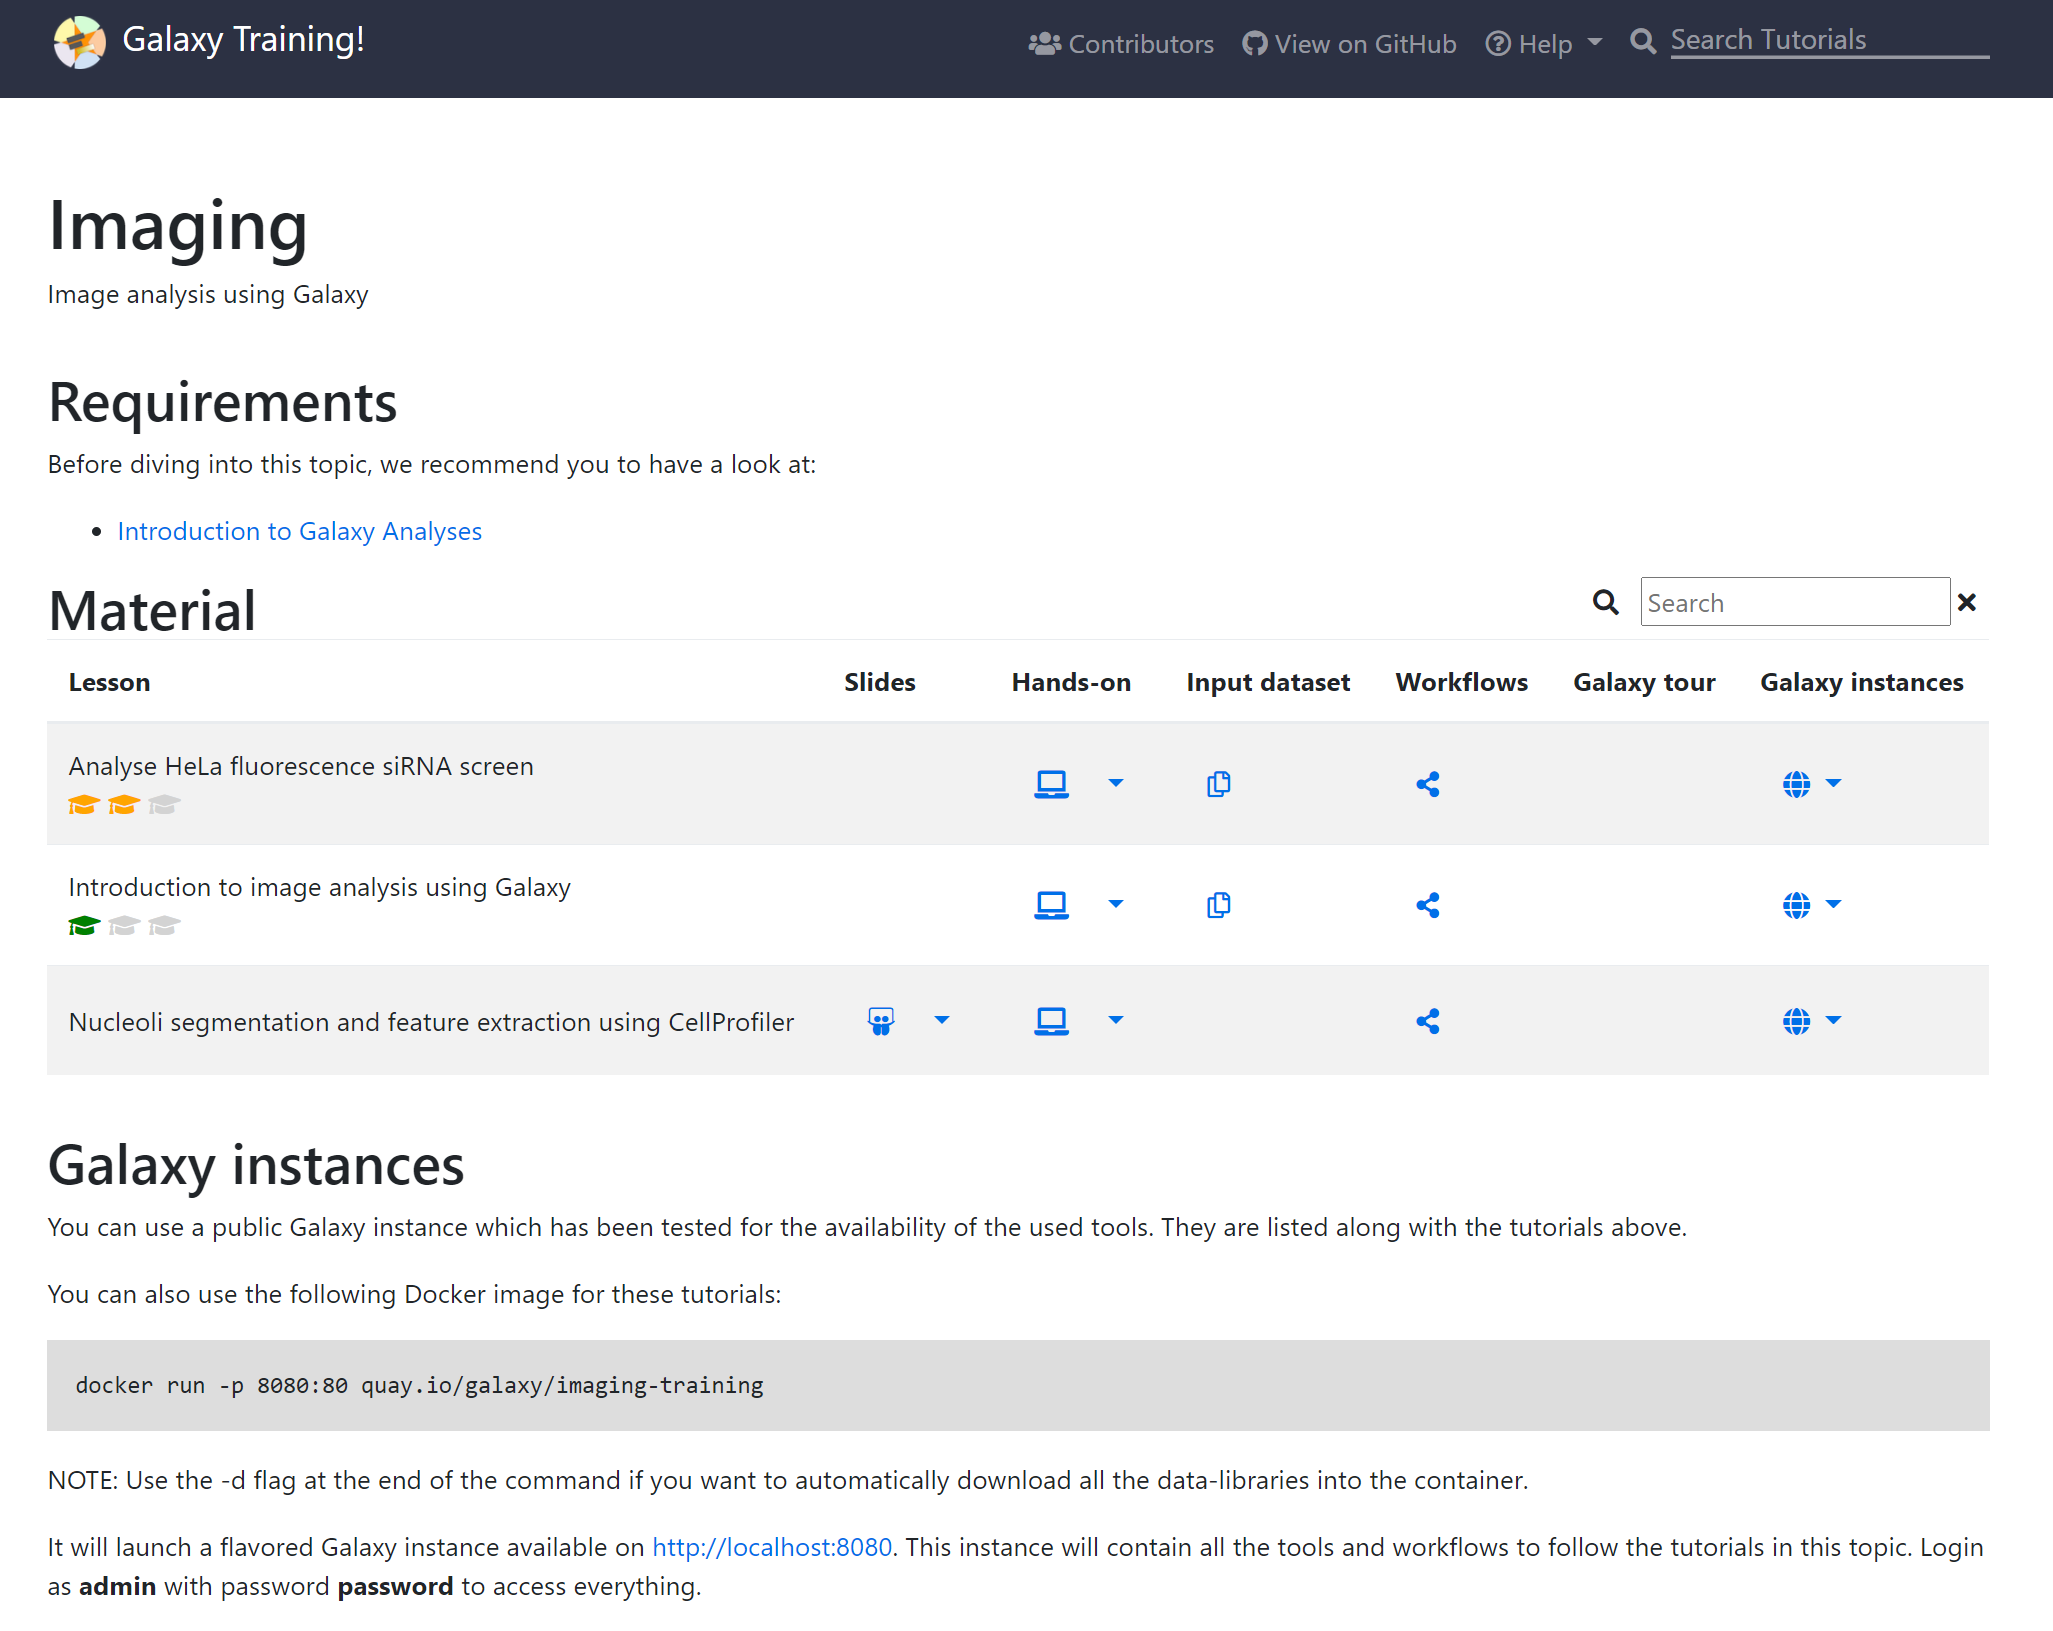 Galaxy Training!
Contributors View on GitHub Help Search Tutorials
Imaging
Image analysis using Galaxy
Requirements
Before diving into this topic, we recommend you to have a look at:
Introduction to Galaxy Analyses
Material
Search
Lesson Slides Hands-on Input dataset Workflows Galaxy tour Galaxy instances
Analyse HeLa fluorescence siRNA screen
Introduction to image analysis using Galaxy
Nucleoli segmentation and feature extraction using CellProfiler
Galaxy instances
You can use a public Galaxy instance which has been tested for the availability of the used tools. They are listed along with the tutorials above.
You can also use the following Docker image for these tutorials:
docker run -p 8080:80 quay.io/galaxy/imaging-training
NOTE: Use the -d flag at the end of the command if you want to automatically download all the data-libraries into the container.
It will launch a flavored Galaxy instance available on http://localhost:8080. This instance will contain all the tools and workflows to follow the tutorials in this topic. Login
as admin with password password to access everything.